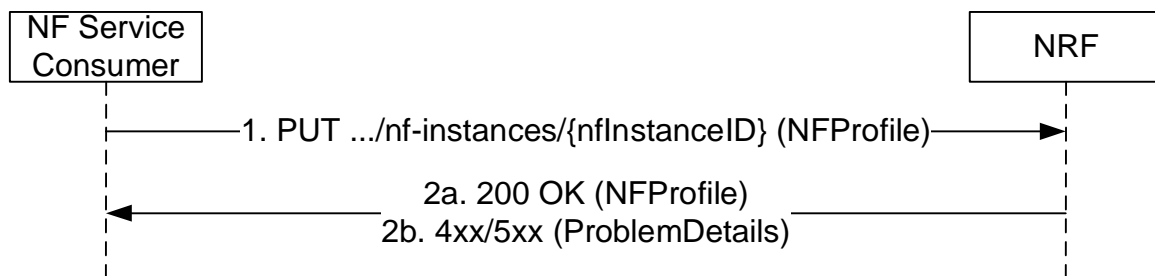 NF Service
Consumer
NRF
1. PUT .../nf-instances/{nfInstanceID} (NFProfile)
2a. 200 OK (NFProfile)
2b. 4xx/5xx (ProblemDetails)